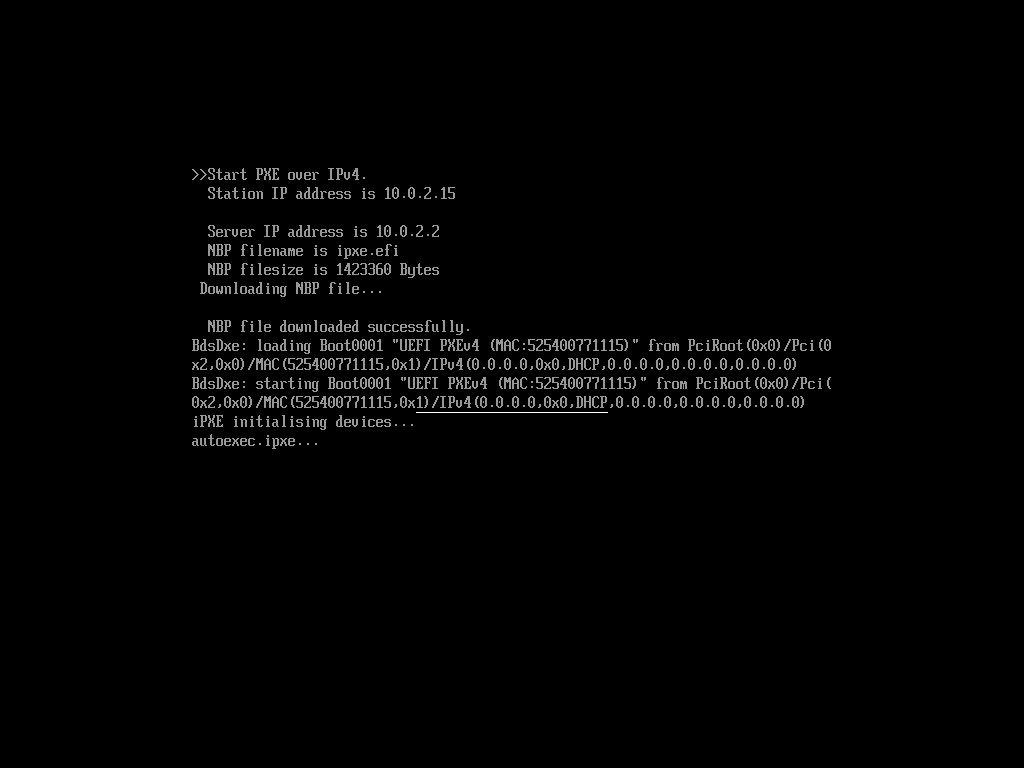 >>Start PXE over IPv4.
Station IP address is 10.0.2.15
Server IP address is 10.0.2.2
NBP filename is ipxe.efi
NBP filesize is 1423360 Bytes
Downloading NBP file...
NBP file downloaded successfully.
BdsDxe: loading Boot0001 "UEFI PXEv4 (MAC:525400771115)" from PciRoot(0x0)/Pci(0
x2,0x0)/MAC(525400771115,0x1)/IPv4(0.0.0.0,0x0,DHCP,0.0.0.0,0.0.0.0,0.0.0.0)
BdsDxe: starting Boot0001 "UEFI PXEv4 (MAC:525400771115)" from PciRoot(0x0)/Pci(
0x2,0x0)/MAC(525400771115,0x1)/IPv4(0.0.0.0,0x0,DHCP,0.0.0.0,0.0.0.0,0.0.0.0)
iPXE initialising devices...
autoexec.ipxe...